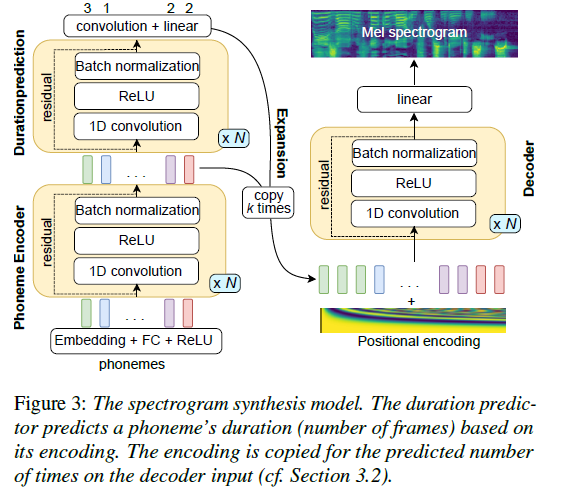 3 1 2 2
convolution + linear
Durationprediction
residual
Batch normalization
ReLU
1D convolution
x N
. . .
Phoneme Encoder
residual
Batch normalization
ReLU
1D convolution
x N
. . .
Embedding + FC + ReLU
phonemes
Expansion
copy
k times
Mel spectrogram
linear
Decoder
residual
Batch normalization
ReLU
1D convolution
x N
. . .
+
Positional encoding
Figure 3: The spectrogram synthesis model. The duration predic-
tor predicts a phoneme's duration (number of frames) based on
its encoding. The encoding is copied for the predicted number
of times on the decoder input (cf. Section 3.2).